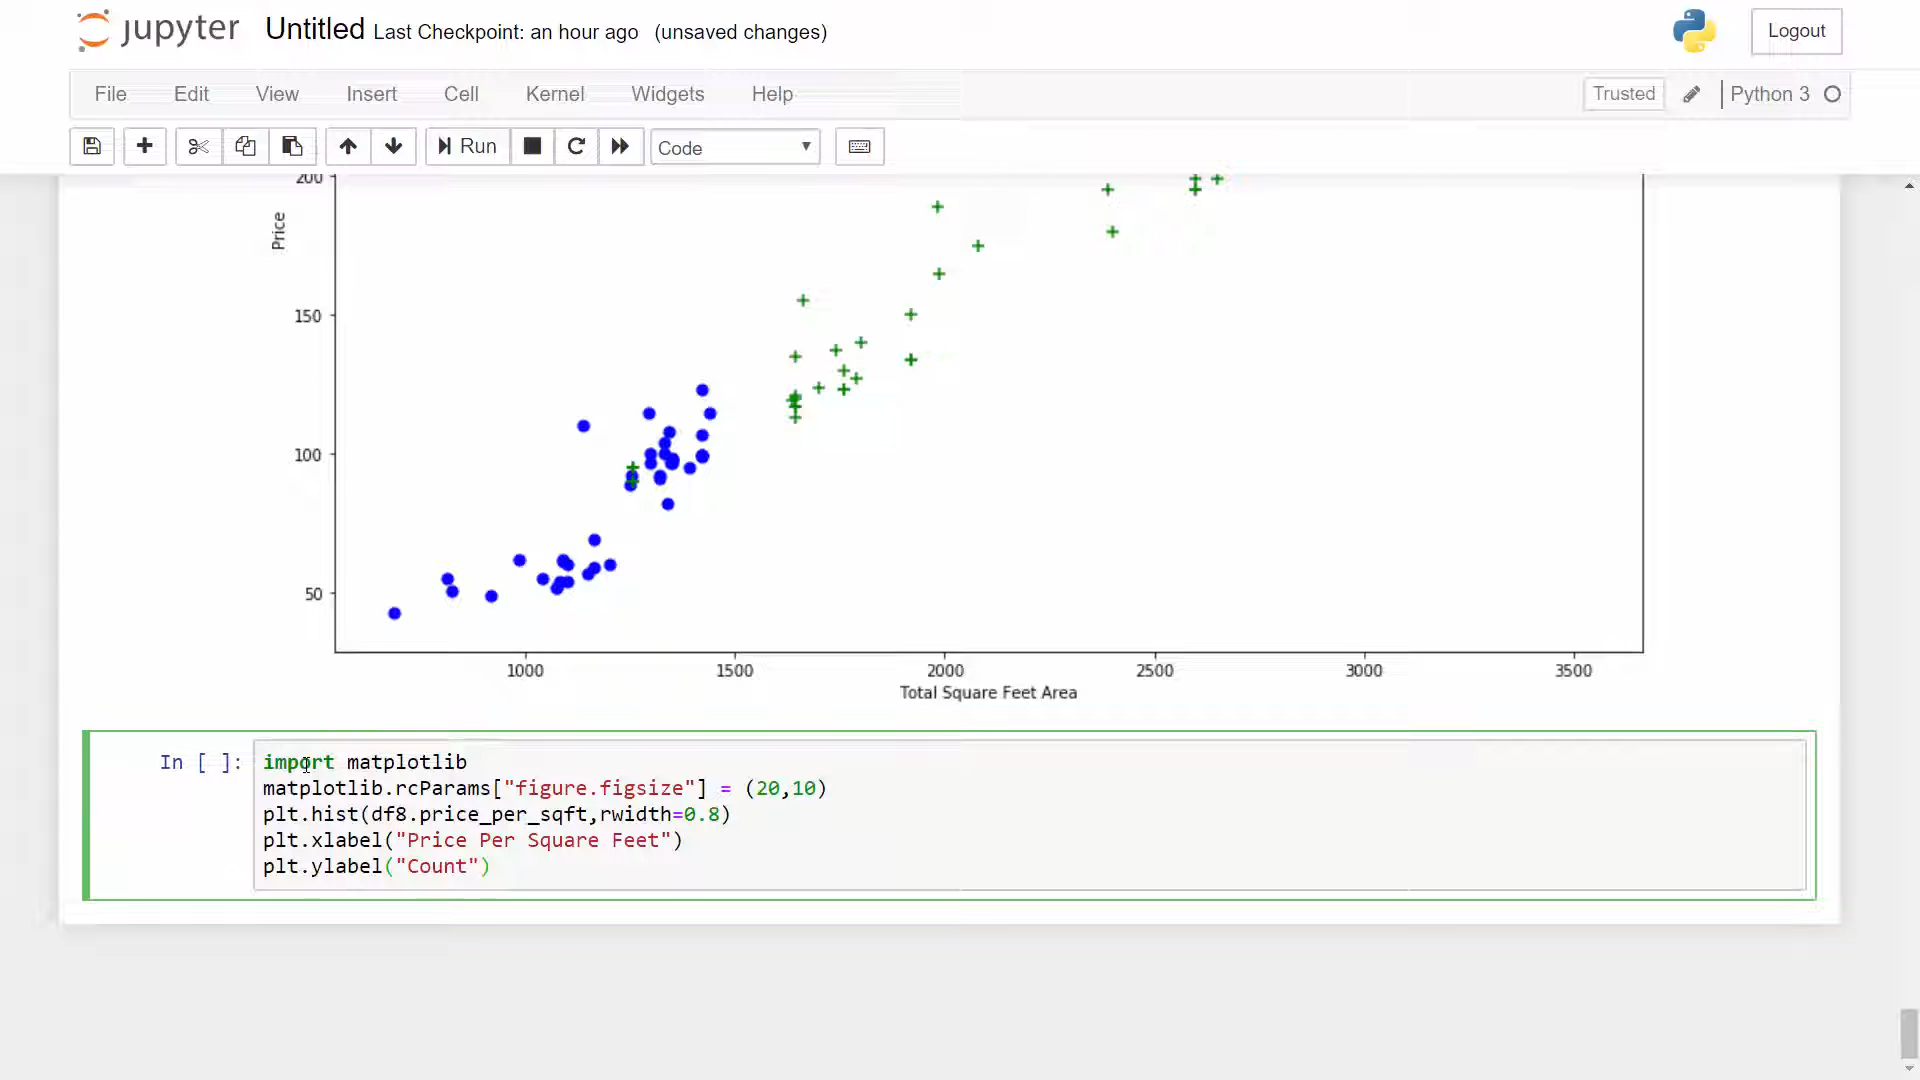 jupyter Untitled Last Checkpoint: an hour ago (unsaved changes) Logout
File Edit View Insert Cell Kernel Widgets Help Trusted Python 3
Run Code
200
Price
150
100
50
1000 1500 2000 2500 3000 3500
Total Square Feet Area
In [ ]: import matplotlib
matplotlib.rcParams["figure.figsize"] = (20,10)
plt.hist(df8.price_per_sqft,rwidth=0.8)
plt.xlabel("Price Per Square Feet")
plt.ylabel("Count")